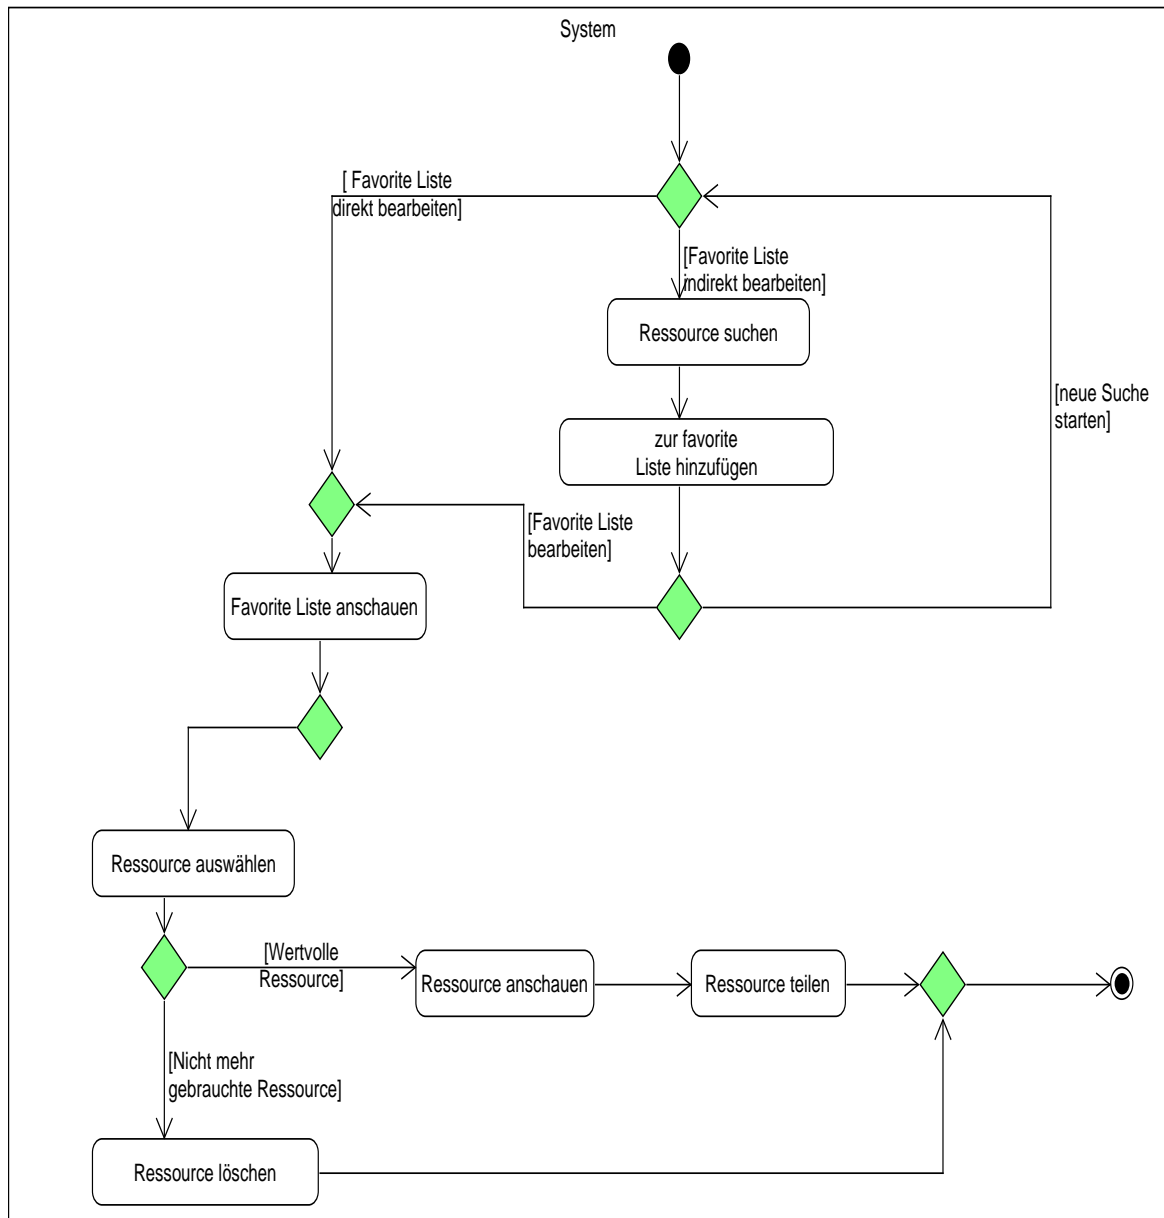 System
[ Favorite Liste
direkt bearbeiten]
[Favorite Liste
indirekt bearbeiten]
Ressource suchen
[neue Suche
starten]
zur favorite
Liste hinzufügen
[Favorite Liste
bearbeiten]
Favorite Liste anschauen
Ressource auswählen
[Wertvolle
Ressource]
Ressource anschauen
Ressource teilen
[Nicht mehr
gebrauchte Ressource]
Ressource löschen